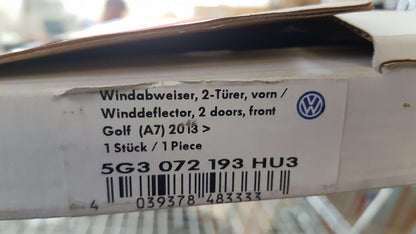 Windabweiser, 2-Türer, vorn /
Winddeflector, 2 doors, front
Golf (A7) 2013 >
1 Stück / 1 Piece
5G3 072 193 HU3
4 039378 483333